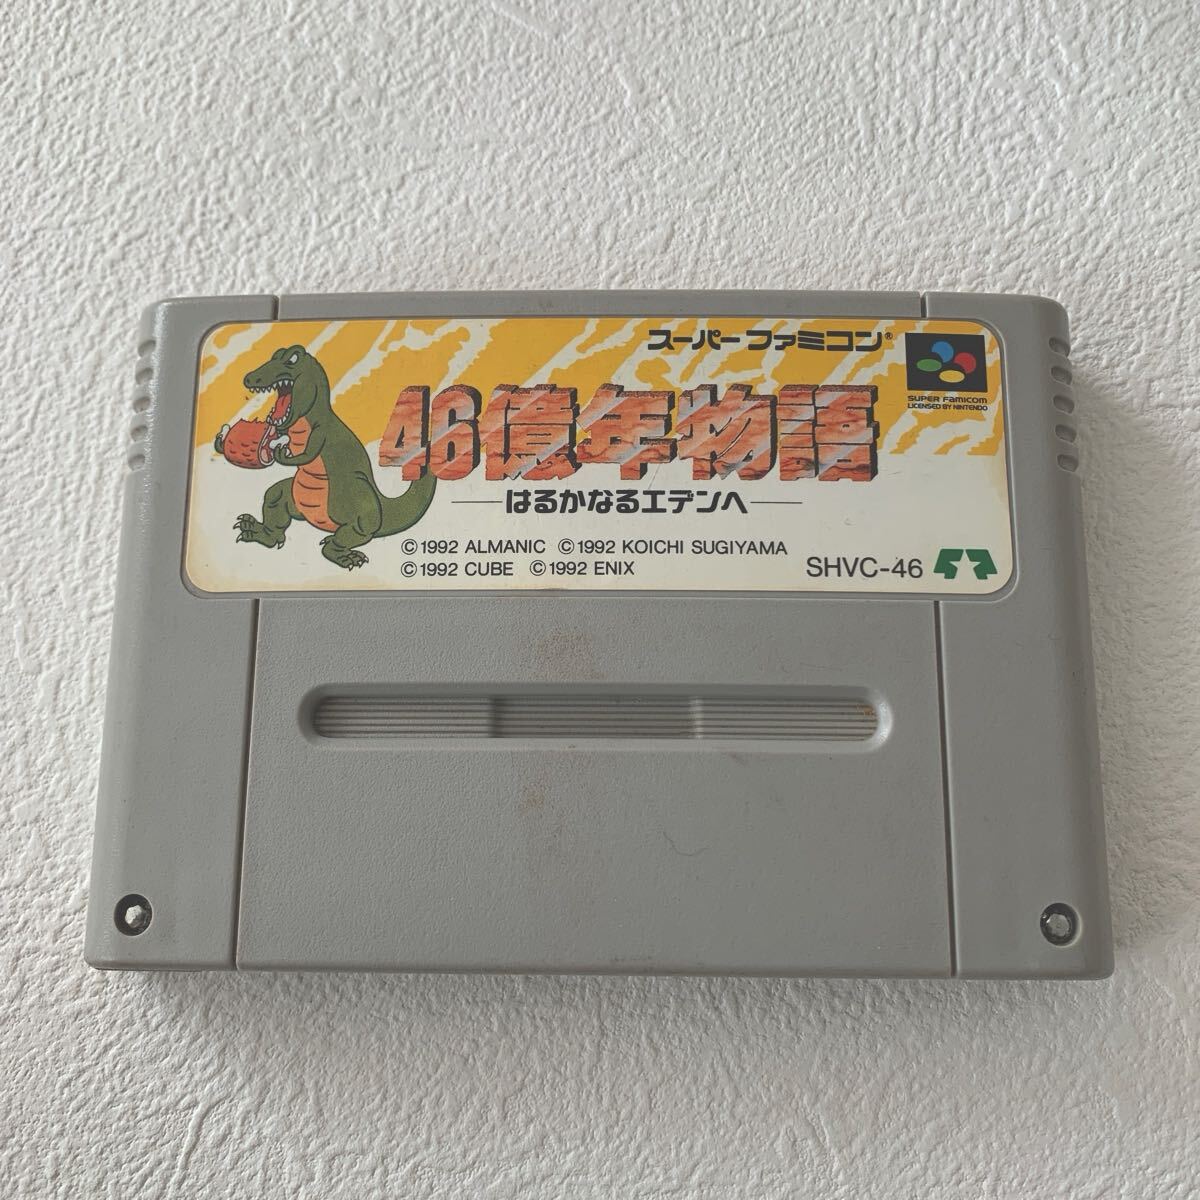 スーパーファミコン®
SUPER FAMICOM
LICENSED BY NINTENDO
46億年物語
はるかなるエデンへ
©1992 ALMANIC ©1992 KOICHI SUGIYAMA
©1992 CUBE ©1992 ENIX
SHVC-46